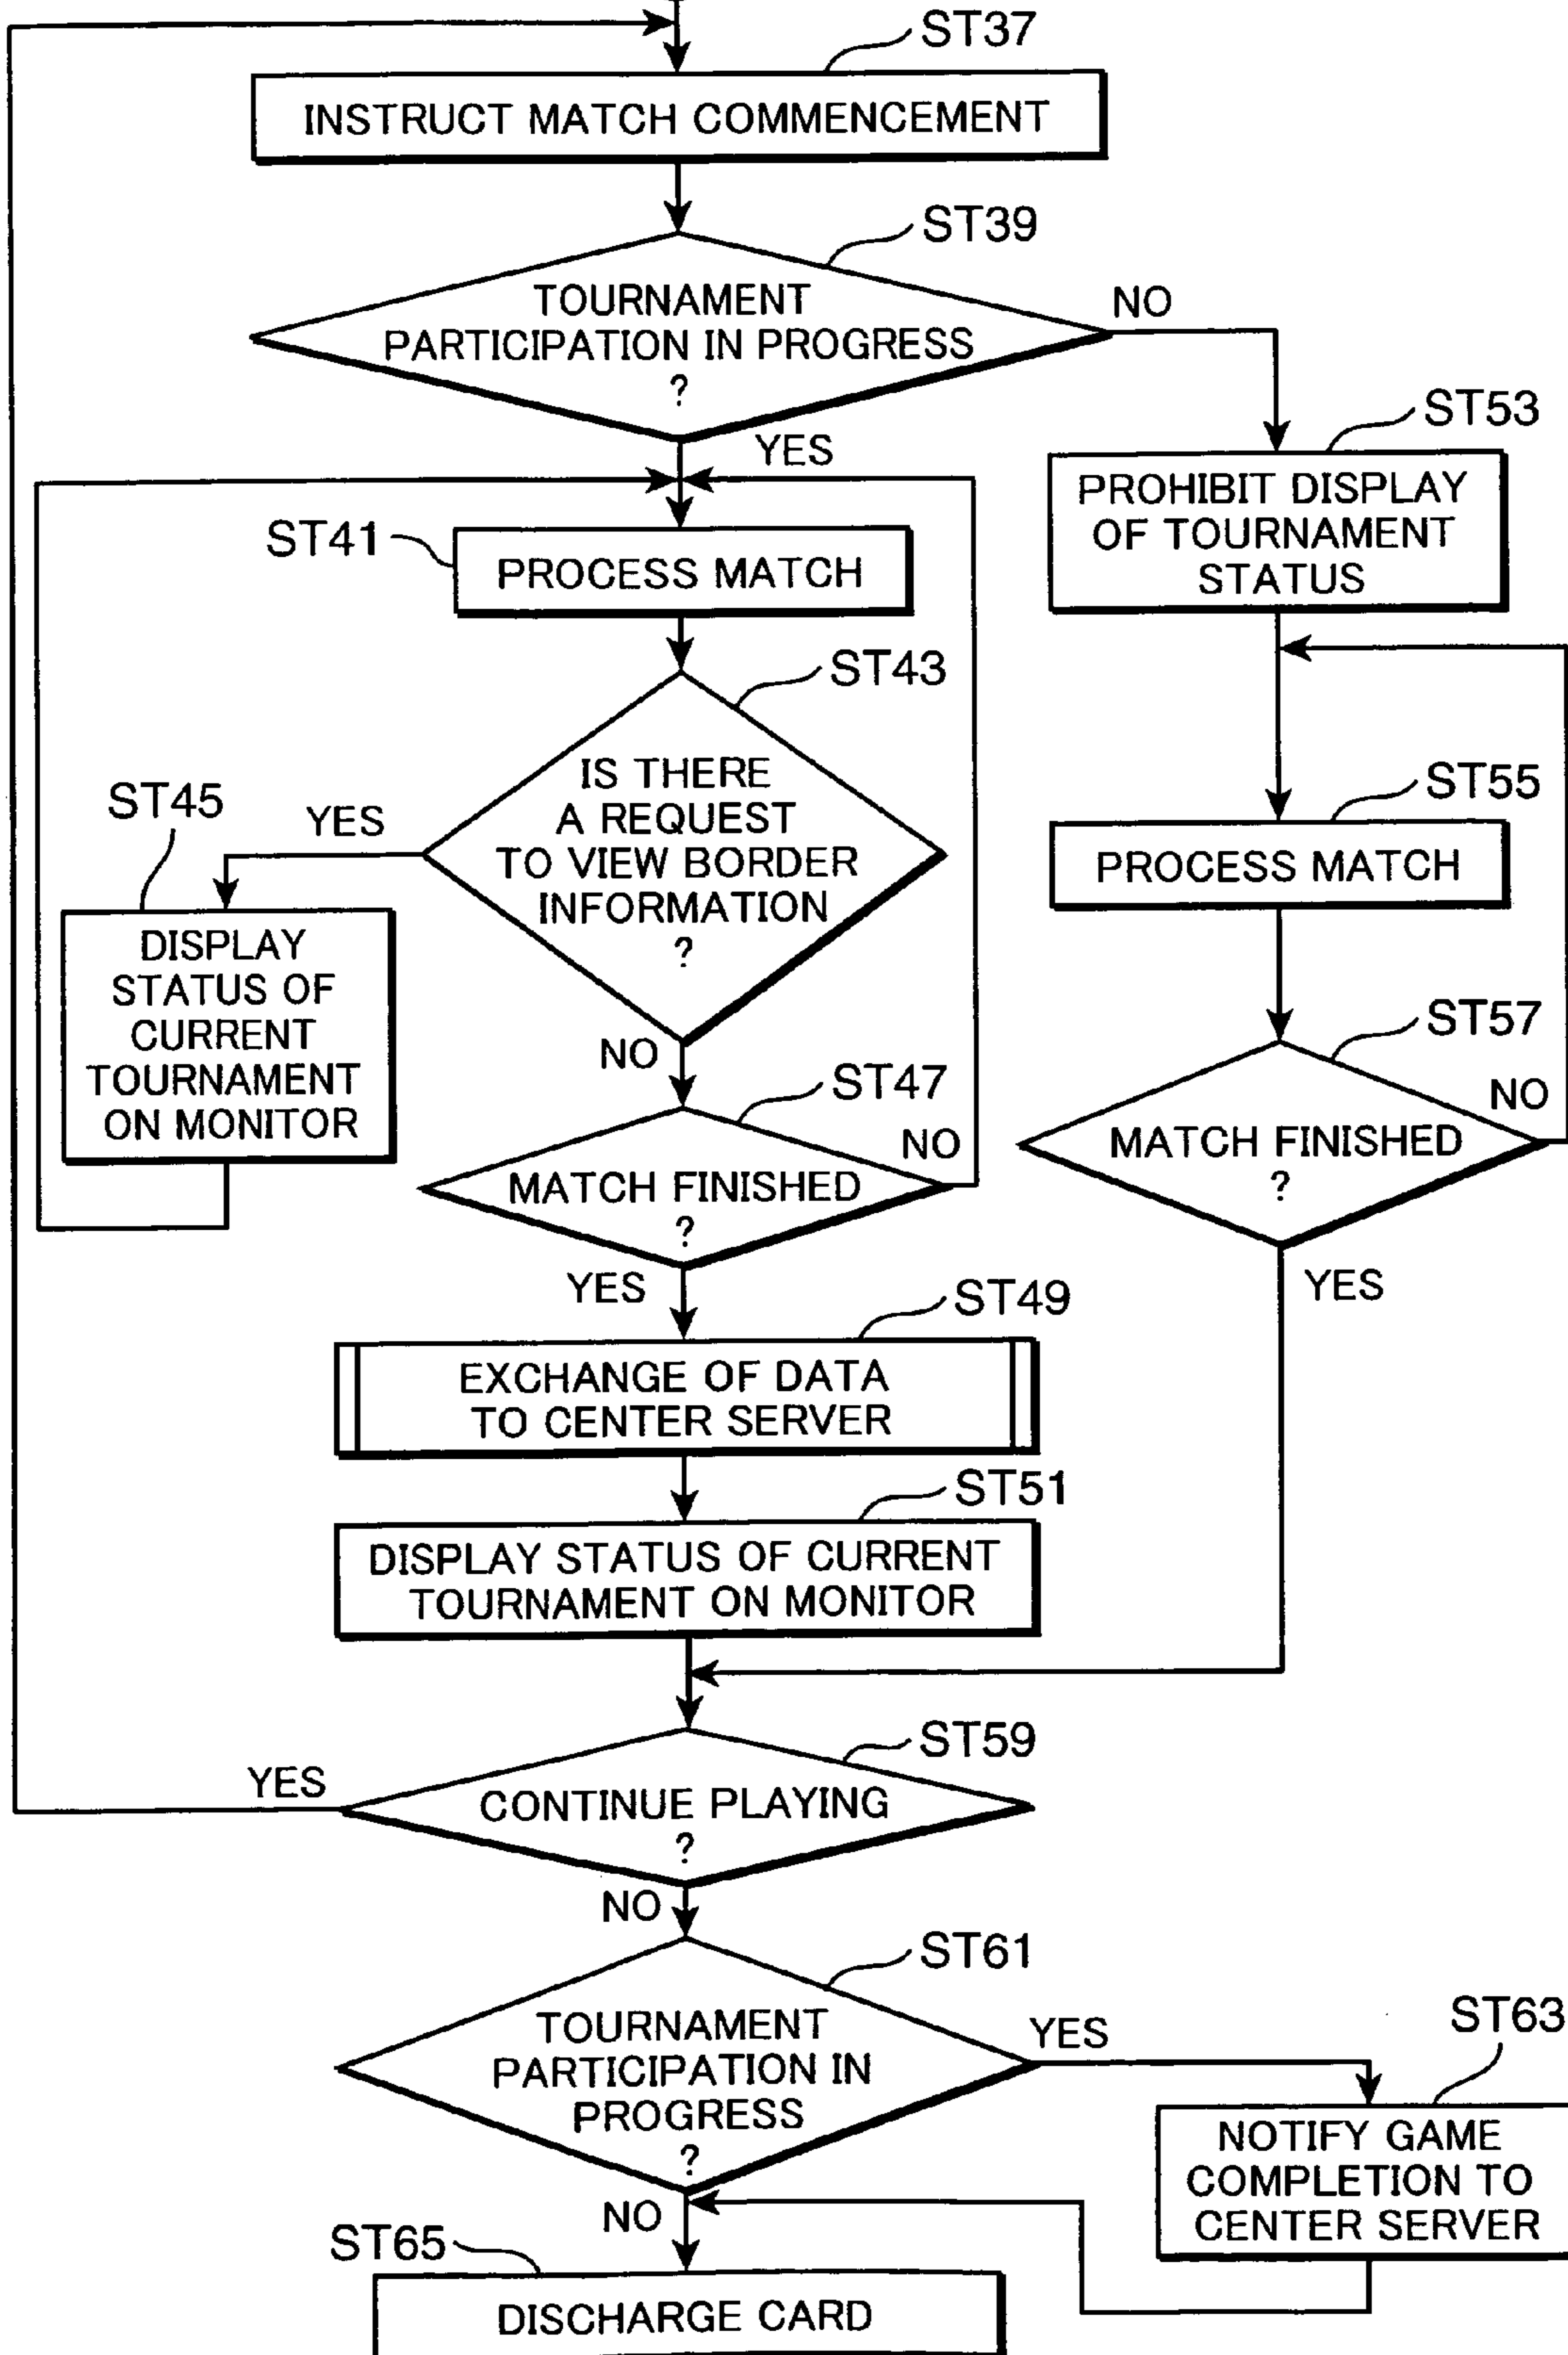 ST37
INSTRUCT MATCH COMMENCEMENT
ST39
TOURNAMENT
PARTICIPATION IN PROGRESS
?
NO
YES
ST53
PROHIBIT DISPLAY
OF TOURNAMENT
STATUS
ST41
PROCESS MATCH
ST43
IS THERE
A REQUEST
TO VIEW BORDER
INFORMATION
?
YES
NO
ST45
DISPLAY
STATUS OF
CURRENT
TOURNAMENT
ON MONITOR
ST55
PROCESS MATCH
ST57
MATCH FINISHED
?
NO
YES
ST47
MATCH FINISHED
?
NO
YES
ST49
EXCHANGE OF DATA
TO CENTER SERVER
ST51
DISPLAY STATUS OF CURRENT
TOURNAMENT ON MONITOR
ST59
CONTINUE PLAYING
?
YES
NO
ST61
TOURNAMENT
PARTICIPATION IN
PROGRESS
?
YES
NO
ST63
NOTIFY GAME
COMPLETION TO
CENTER SERVER
ST65
DISCHARGE CARD